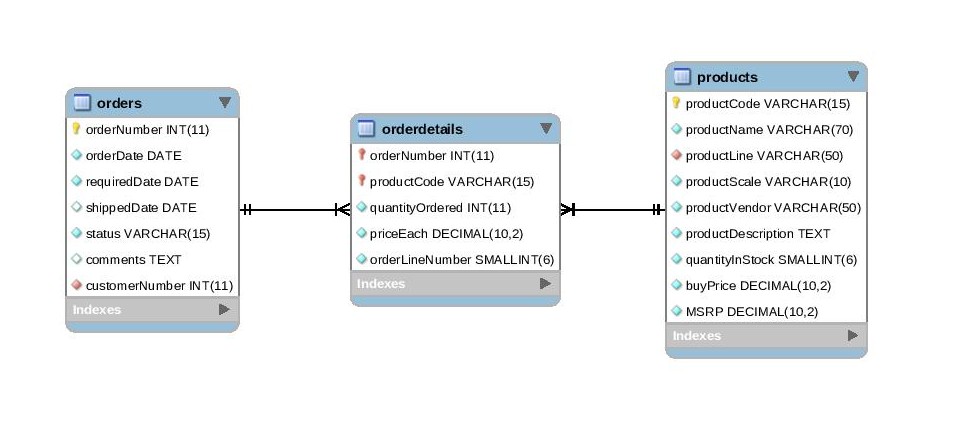 orders
orderNumber INT(11)
orderDate DATE
requiredDate DATE
shippedDate DATE
status VARCHAR(15)
comments TEXT
customerNumber INT(11)
Indexes
orderdetails
orderNumber INT(11)
productCode VARCHAR(15)
quantityOrdered INT(11)
priceEach DECIMAL(10,2)
orderLineNumber SMALLINT(6)
Indexes
products
productCode VARCHAR(15)
productName VARCHAR(70)
productLine VARCHAR(50)
productScale VARCHAR(10)
productVendor VARCHAR(50)
productDescription TEXT
quantityInStock SMALLINT(6)
buyPrice DECIMAL(10,2)
MSRP DECIMAL(10,2)
Indexes